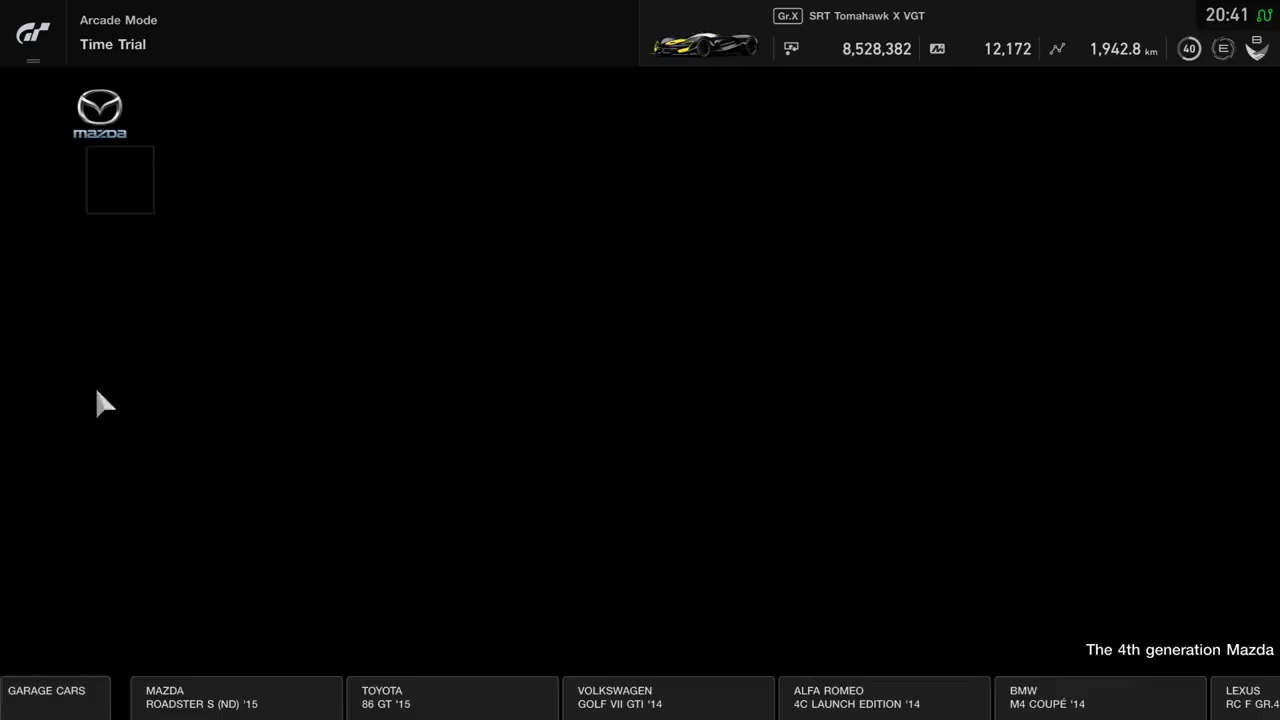 Arcade Mode
Time Trial
Gr.X SRT Tomahawk X VGT
20:41
8,528,382 12,172 1,942.8 km 40 E B
mazda
The 4th generation Mazda
GARAGE CARS
MAZDA
ROADSTER S (ND) '15
TOYOTA
86 GT '15
VOLKSWAGEN
GOLF VII GTI '14
ALFA ROMEO
4C LAUNCH EDITION '14
BMW
M4 COUPÉ '14
LEXUS
RC F GR.4